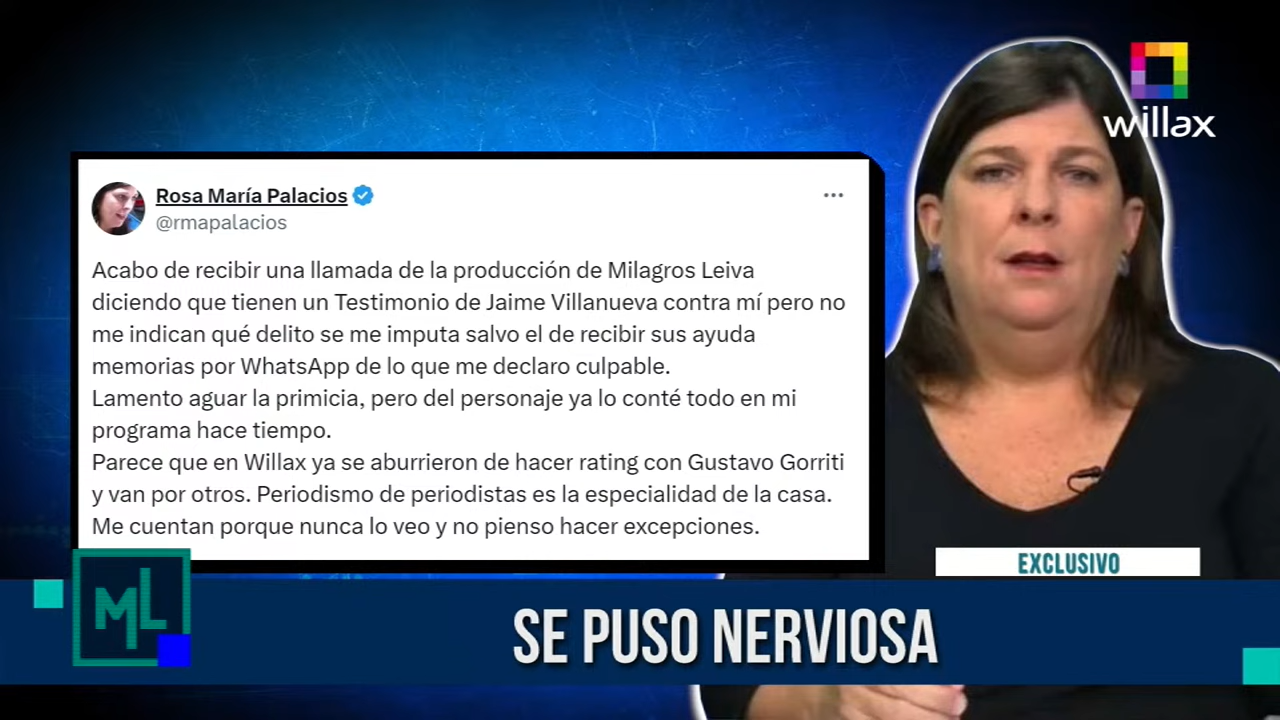 willax
Rosa María Palacios
@rmapalacios
Acabo de recibir una llamada de la producción de Milagros Leiva
diciendo que tienen un Testimonio de Jaime Villanueva contra mí pero no
me indican qué delito se me imputa salvo el de recibir sus ayuda
memorias por WhatsApp de lo que me declaro culpable.
Lamento aguar la primicia, pero del personaje ya lo conté todo en mi
programa hace tiempo.
Parece que en Willax ya se aburrieron de hacer rating con Gustavo Gorriti
y van por otros. Periodismo de periodistas es la especialidad de la casa.
Me cuentan porque nunca lo veo y no pienso hacer excepciones.
EXCLUSIVO
ML
SE PUSO NERVIOSA